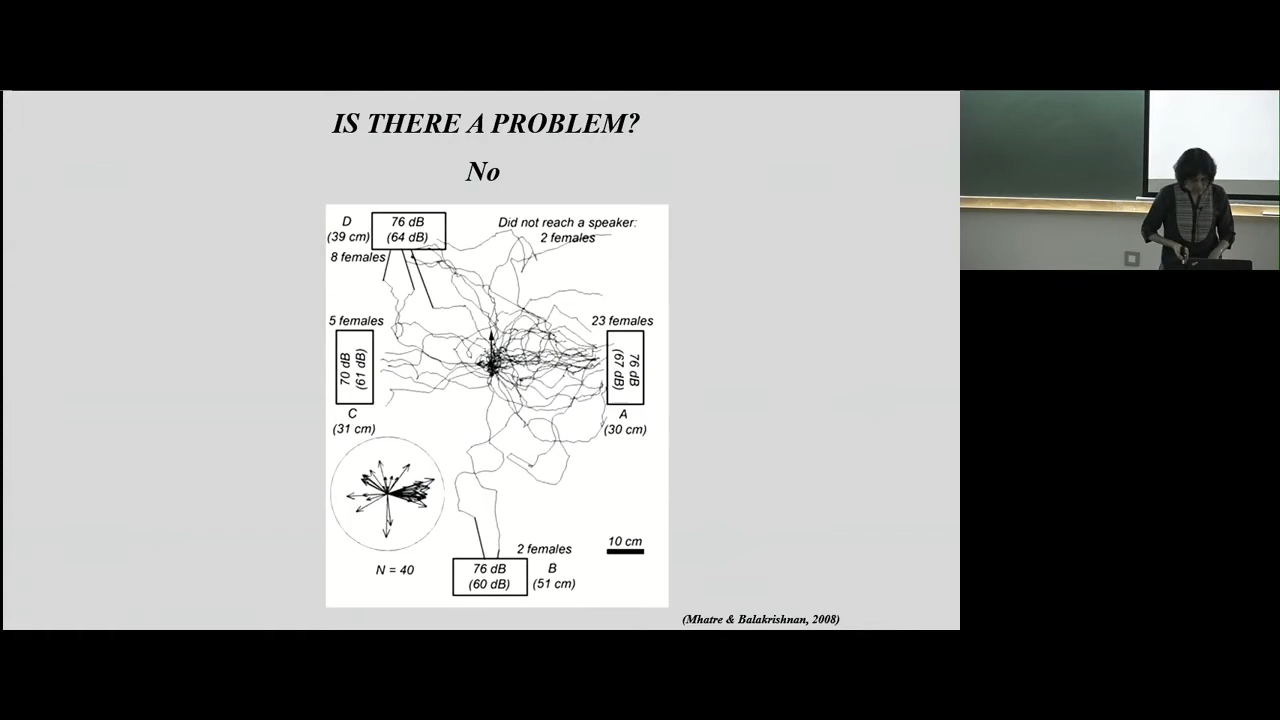 IS THERE A PROBLEM?
No
D
(39 cm)
76 dB
(64 dB)
8 females
Did not reach a speaker:
2 females
5 females
70 dB
(61 dB)
C
(31 cm)
23 females
76 dB
(67 dB)
A
(30 cm)
N = 40
2 females
76 dB
(60 dB)
B
(51 cm)
10 cm
(Mhatre & Balakrishnan, 2008)